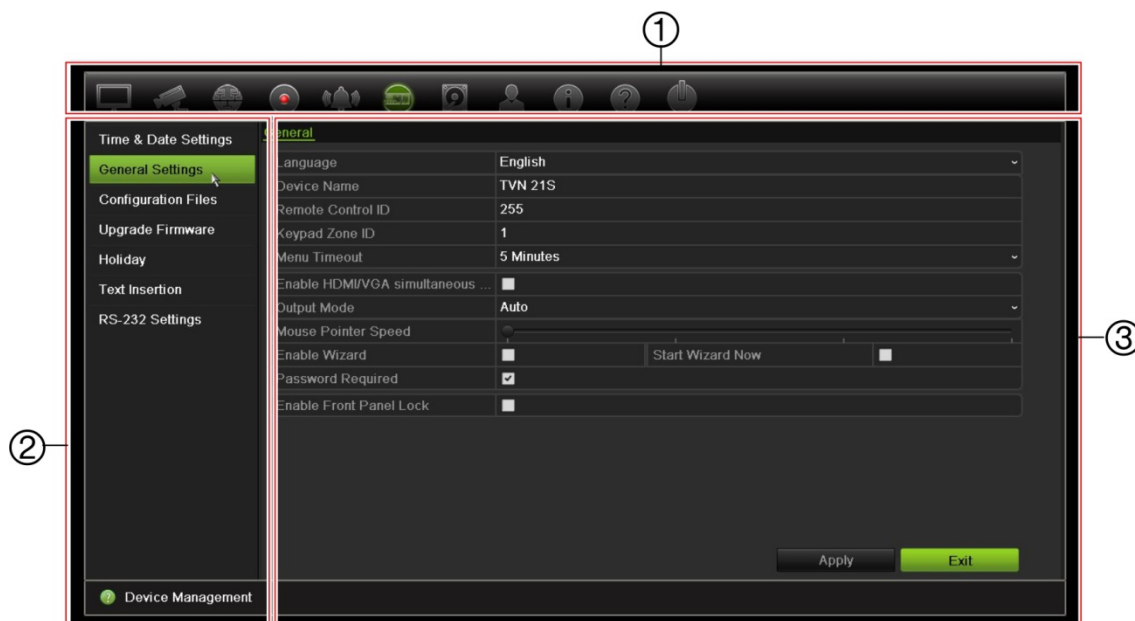 ①
Time & Date Settings
General Settings
Configuration Files
Upgrade Firmware
Holiday
Text Insertion
RS-232 Settings
General
Language English
Device Name TVN 21S
Remote Control ID 255
Keypad Zone ID 1
Menu Timeout 5 Minutes
Enable HDMI/VGA simultaneous ...
Output Mode Auto
Mouse Pointer Speed
Enable Wizard Start Wizard Now
Password Required
Enable Front Panel Lock
Apply Exit
? Device Management
②
③